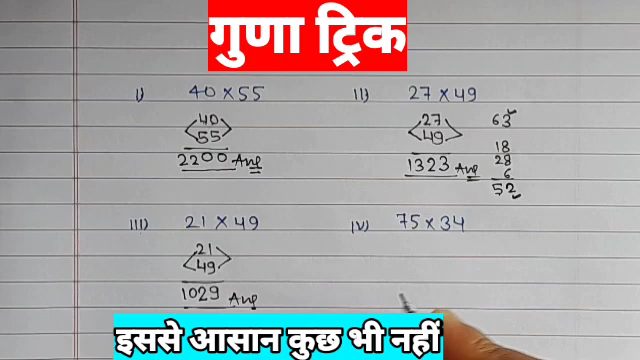 गुणा ट्रिक
I) 40 × 55
40
55
2200 Ans
II) 27 × 49
27
49
1323 Ans
63
18
28
6
52
III) 21 × 49
21
49
1029 Ans
IV) 75 × 34
इससे आसान कुछ भी नहीं